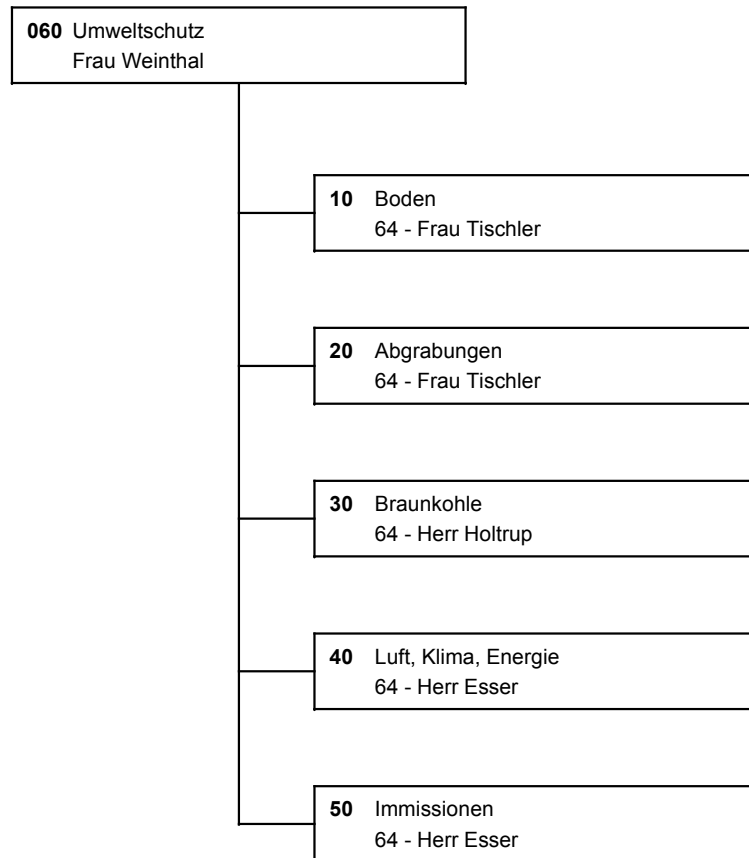 060 Umweltschutz
Frau Weinthal
10 Boden
64 - Frau Tischler
20 Abgrabungen
64 - Frau Tischler
30 Braunkohle
64 - Herr Holtrup
40 Luft, Klima, Energie
64 - Herr Esser
50 Immissionen
64 - Herr Esser